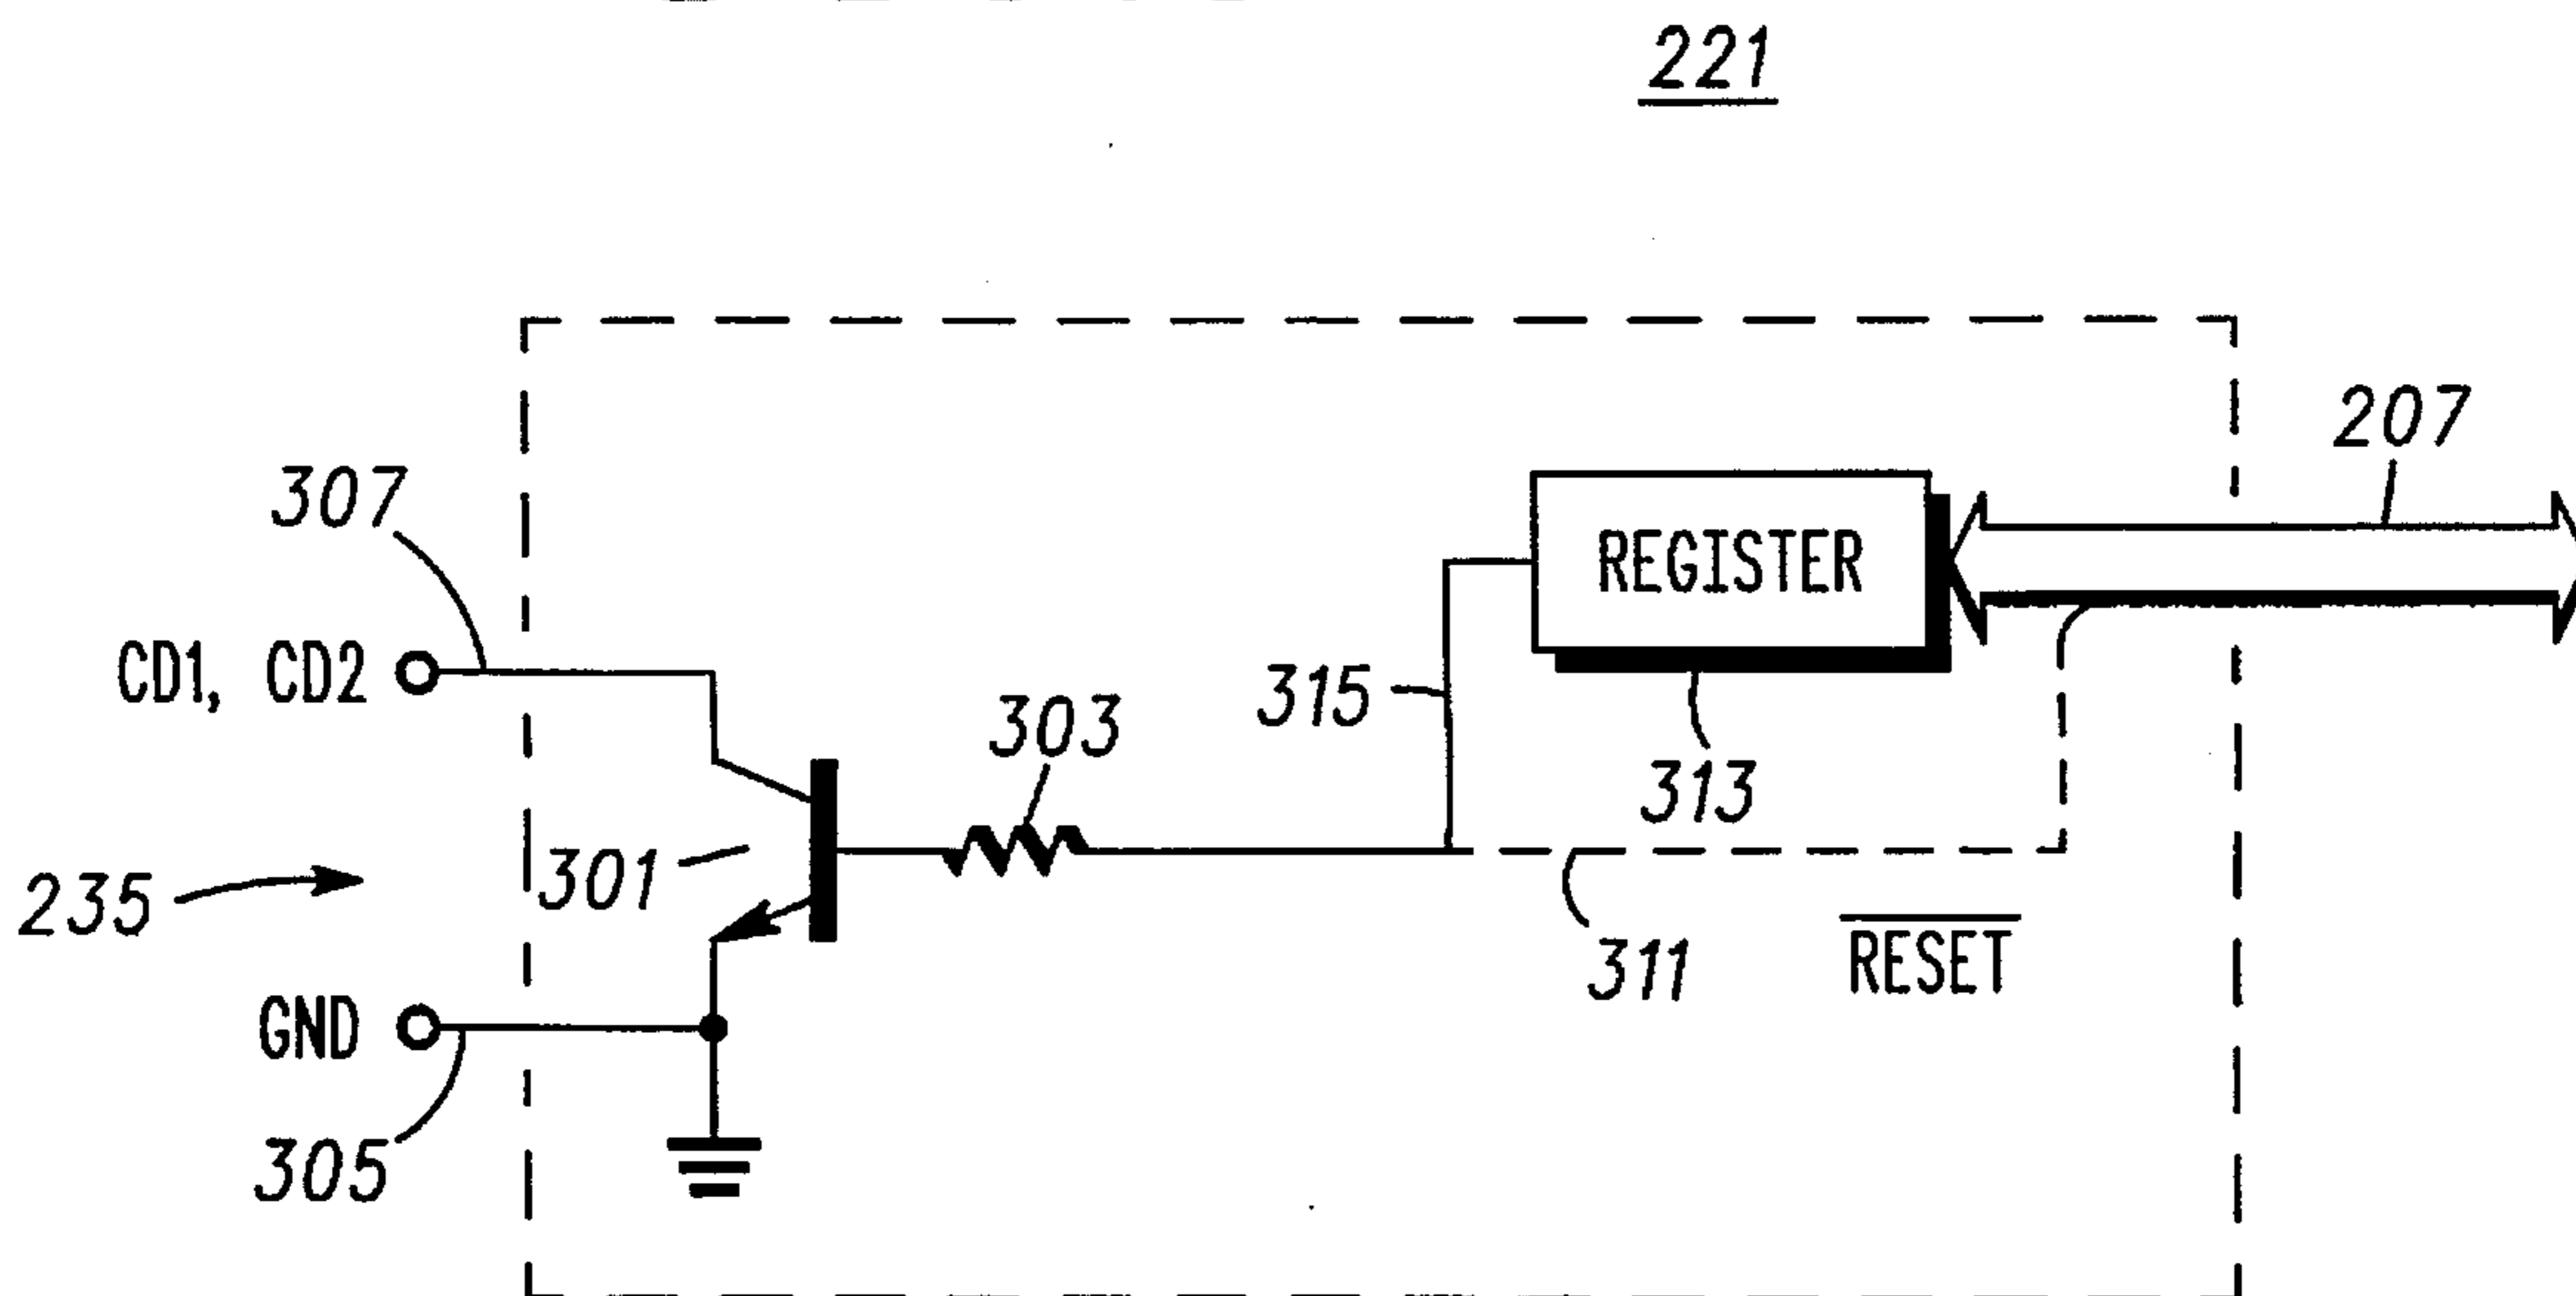 221
207
307
REGISTER
CD1, CD2
315
303
313
301
235
311
RESET
GND
305